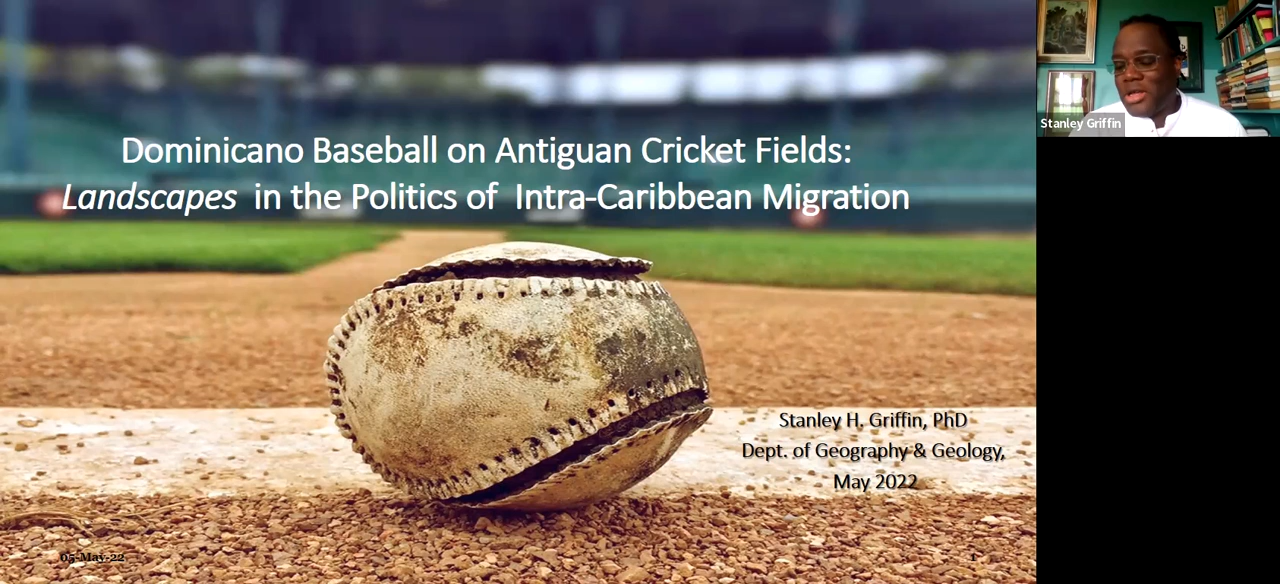 Dominicano Baseball on Antiguan Cricket Fields:
Landscapes in the Politics of Intra-Caribbean Migration
Stanley H. Griffin, PhD
Dept. of Geography & Geology,
May 2022
05-May-22
1
Stanley Griffin